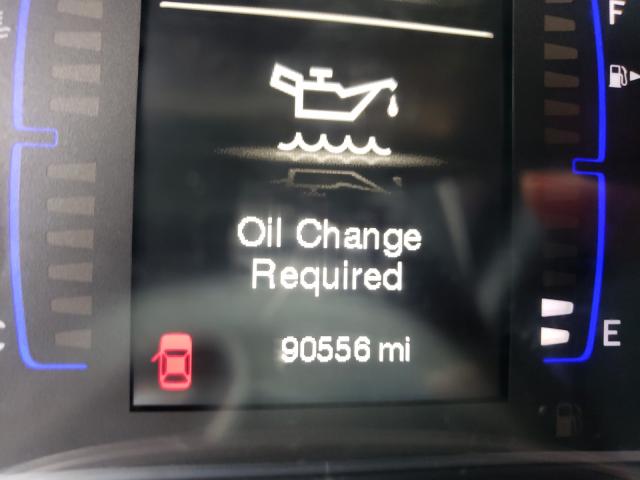 F
Oil Change
Required
90556 mi
C
E